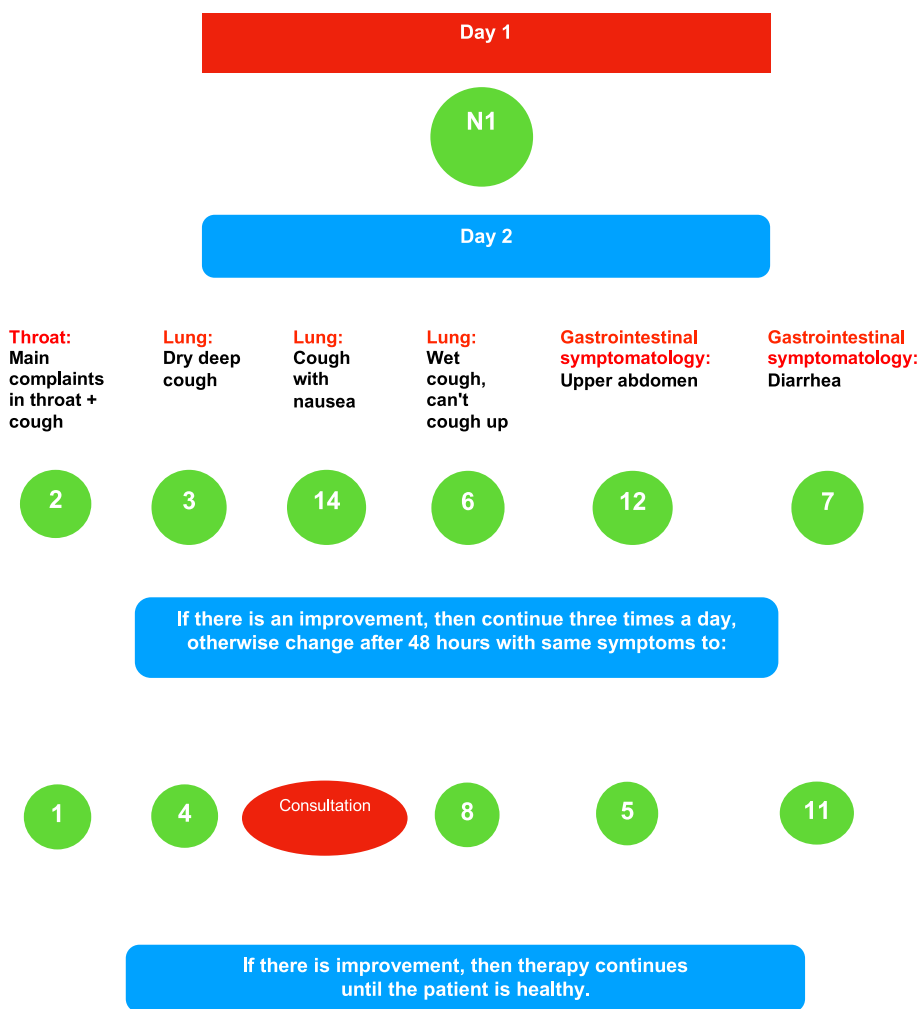 Day 1
N1
Day 2
Throat:
Main
complaints
in throat +
cough
Lung:
Dry deep
cough
Lung:
Cough
with
nausea
Lung:
Wet
cough,
can't
cough up
Gastrointestinal
symptomatology:
Upper abdomen
Gastrointestinal
symptomatology:
Diarrhea
2
3
14
6
12
7
If there is an improvement, then continue three times a day,
otherwise change after 48 hours with same symptoms to:
1
4
Consultation
8
5
11
If there is improvement, then therapy continues
until the patient is healthy.